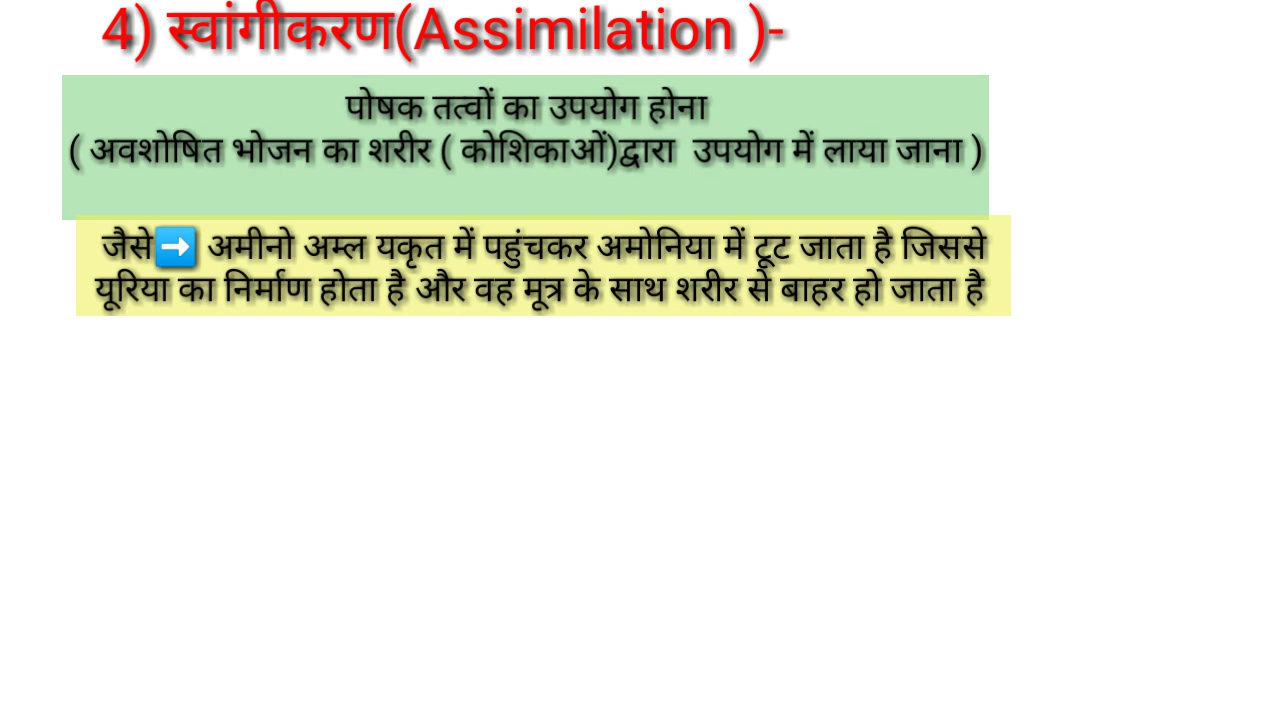 4) स्वांगीकरण(Assimilation )-
पोषक तत्वों का उपयोग होना
( अवशोषित भोजन का शरीर ( कोशिकाओं)द्वारा  उपयोग में लाया जाना )
जैसे➡️ अमीनो अम्ल यकृत में पहुंचकर अमोनिया में टूट जाता है जिससे
यूरिया का निर्माण होता है और वह मूत्र के साथ शरीर से बाहर हो जाता है